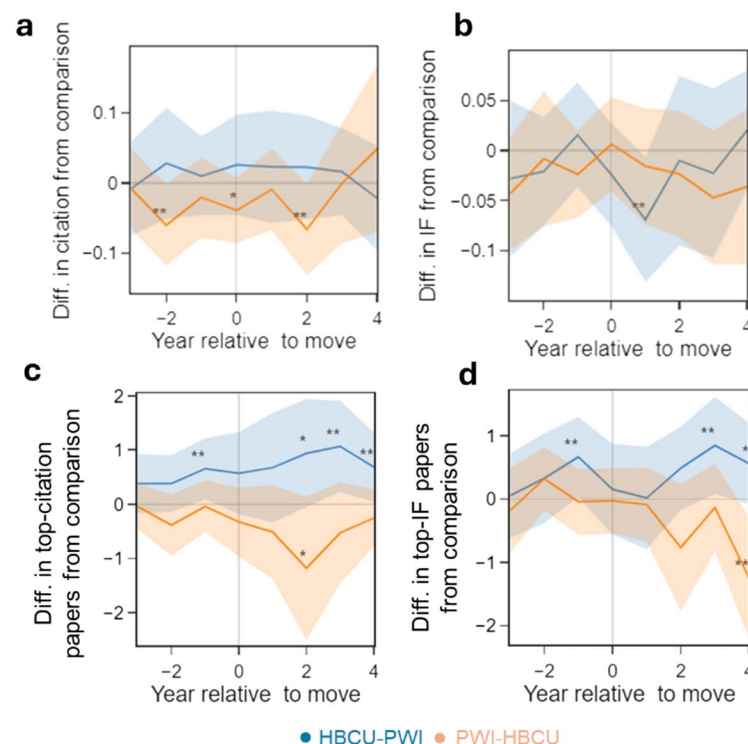 a
Diff. in citation from comparison
0.1
0
−0.1
**
*
**
−2
0
2
4
Year relative to move
b
Diff. in IF from comparison
0.05
0
−0.05
−0.1
**
−2
0
2
4
Year relative to move
c
Diff. in top-citation
papers from comparison
2
1
0
−1
−2
**
*
**
**
*
−2
0
2
4
Year relative to move
d
Diff. in top-IF papers
from comparison
1
0
−1
−2
**
**
*
**
−2
0
2
4
Year relative to move
HBCU-PWI
PWI-HBCU